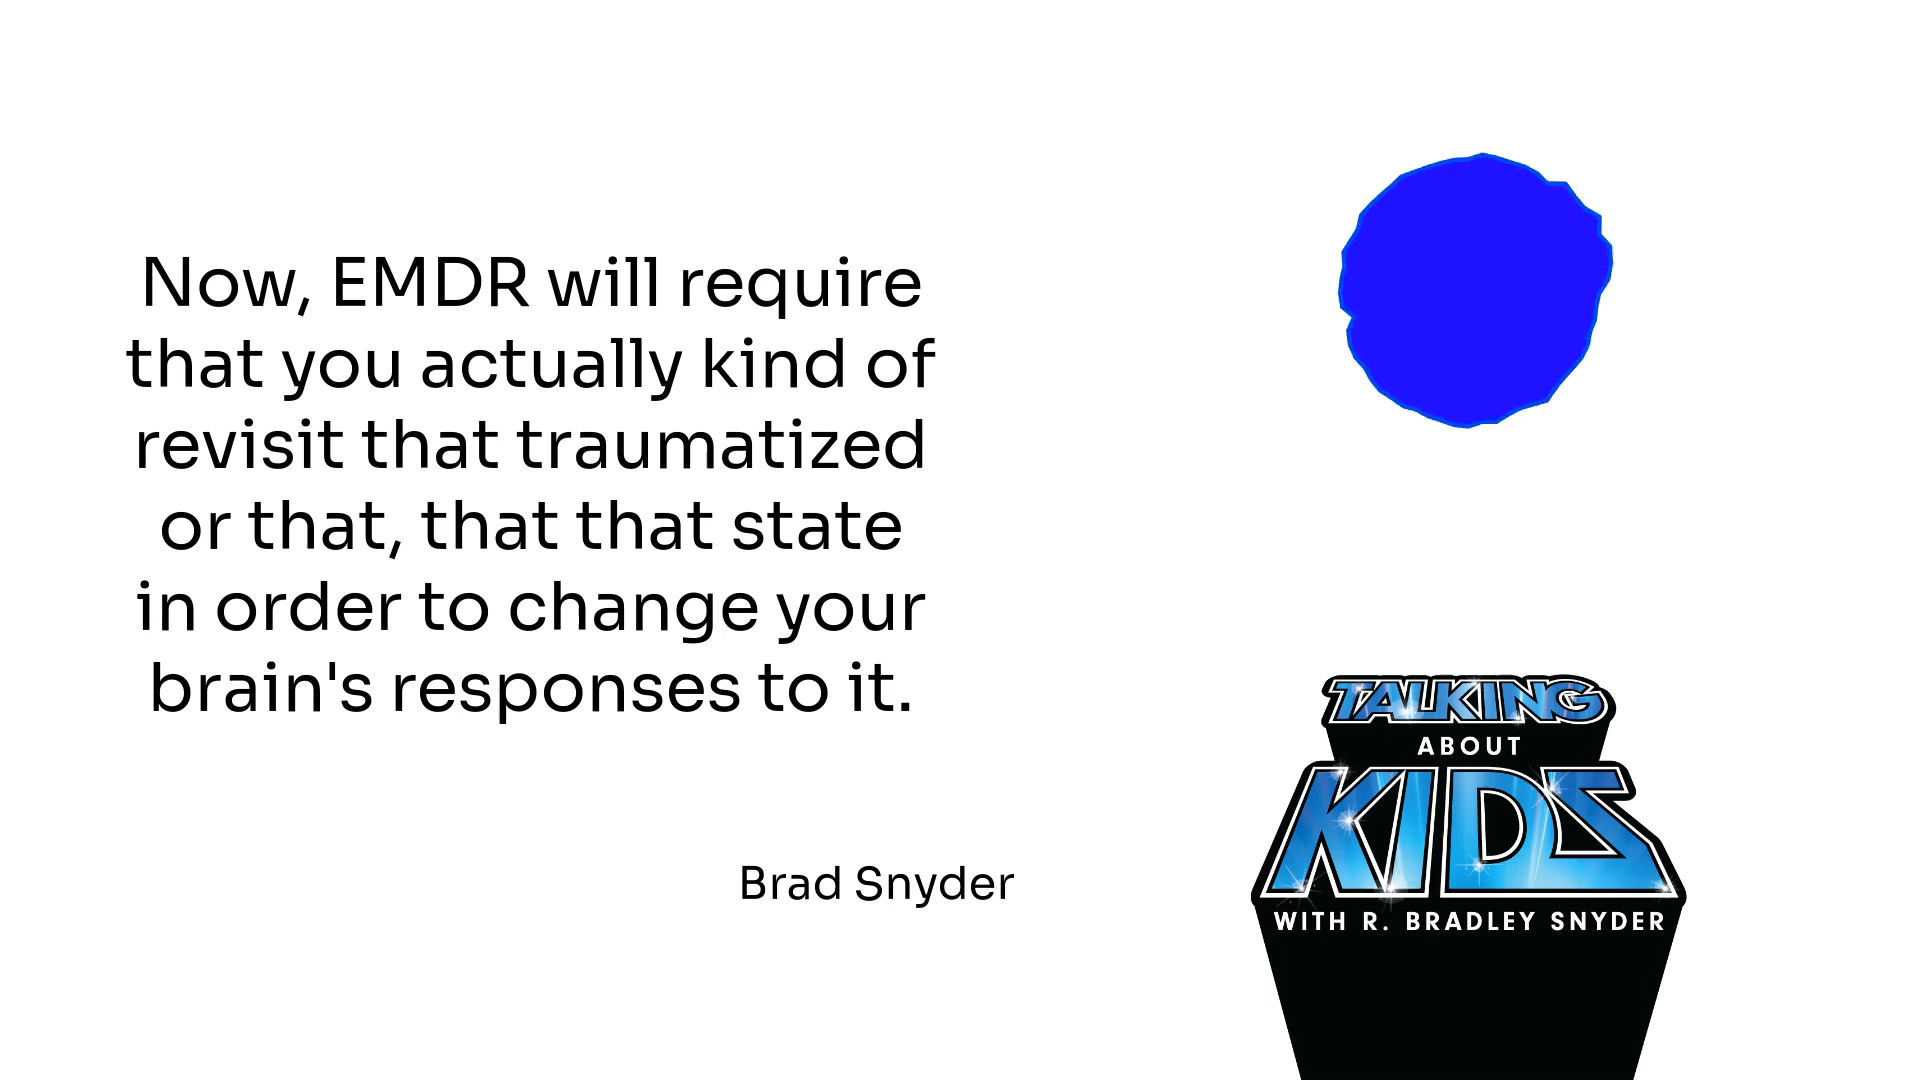 Now, EMDR will require
that you actually kind of
revisit that traumatized
or that, that that state
in order to change your
brain's responses to it.
Brad Snyder
TALKING
ABOUT
KIDS
WITH R. BRADLEY SNYDER